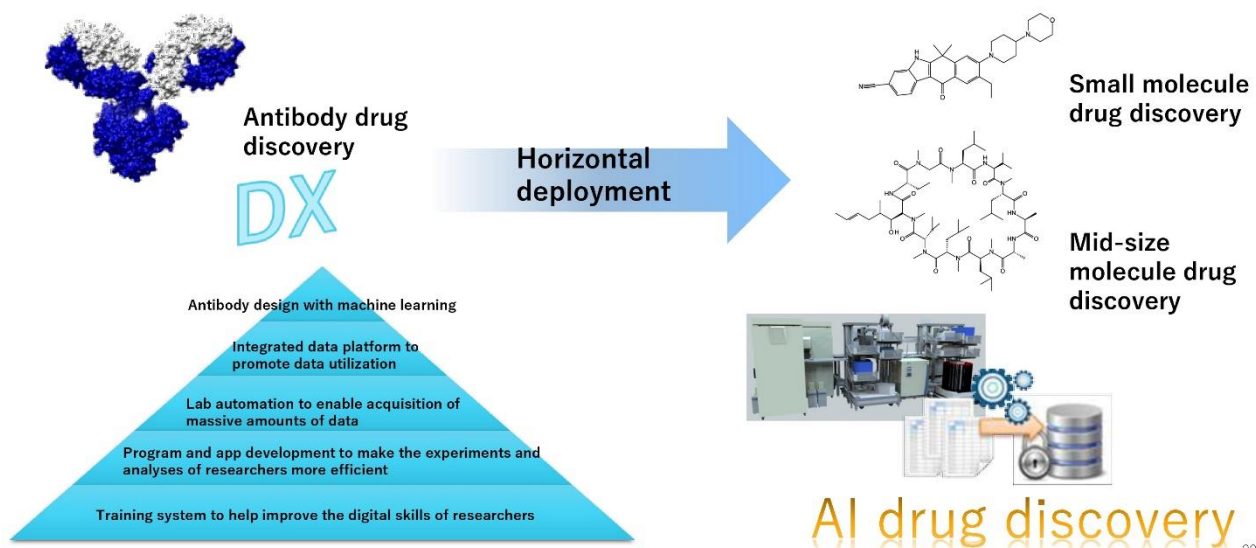 Antibody drug
discovery
DX
Horizontal
deployment
Small molecule
drug discovery
Mid-size
molecule drug
discovery
Antibody design with machine learning
Integrated data platform to
promote data utilization
Lab automation to enable acquisition of
massive amounts of data
Program and app development to make the experiments and
analyses of researchers more efficient
Training system to help improve the digital skills of researchers
AI drug discovery